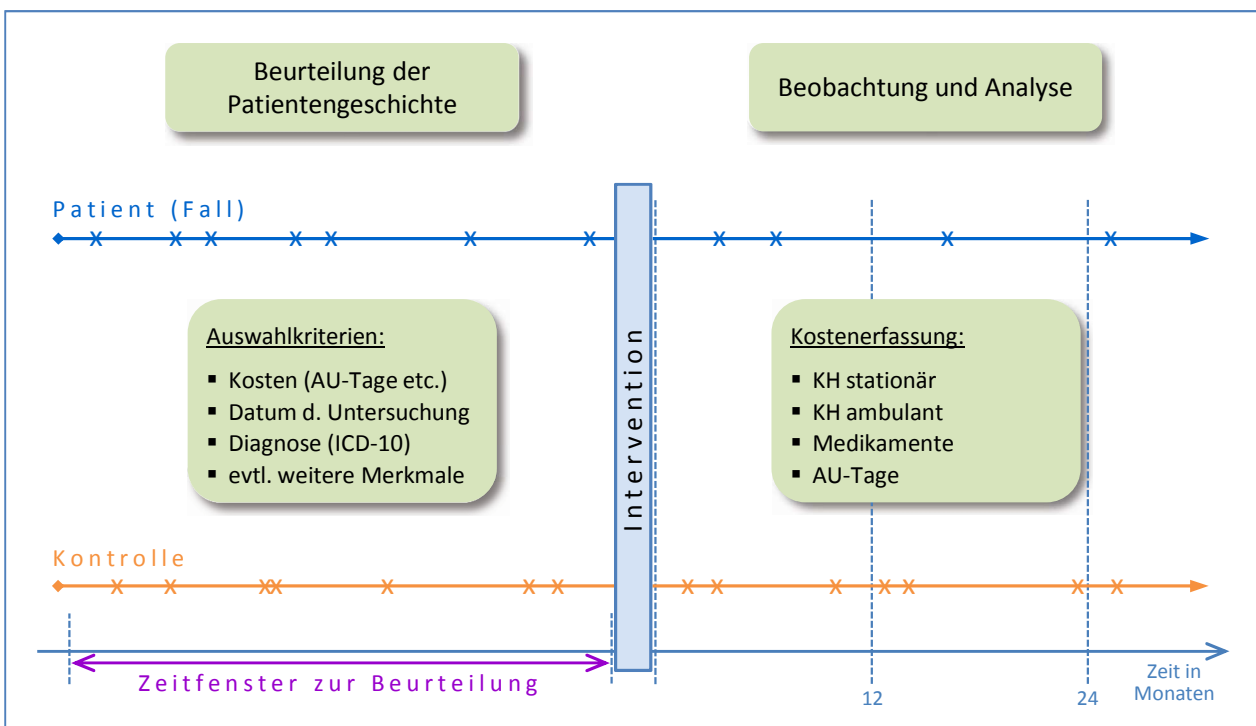 Beurteilung der
Patientengeschichte
Beobachtung und Analyse
Patient (Fall)
x x x x x x x x x x x
Auswahlkriterien:
▪ Kosten (AU-Tage etc.)
▪ Datum d. Untersuchung
▪ Diagnose (ICD-10)
▪ evtl. weitere Merkmale
Intervention
Kostenerfassung:
▪ KH stationär
▪ KH ambulant
▪ Medikamente
▪ AU-Tage
Kontrolle
x x x x x x x x x x x x x x
Zeitfenster zur Beurteilung
12
24
Zeit in
Monaten